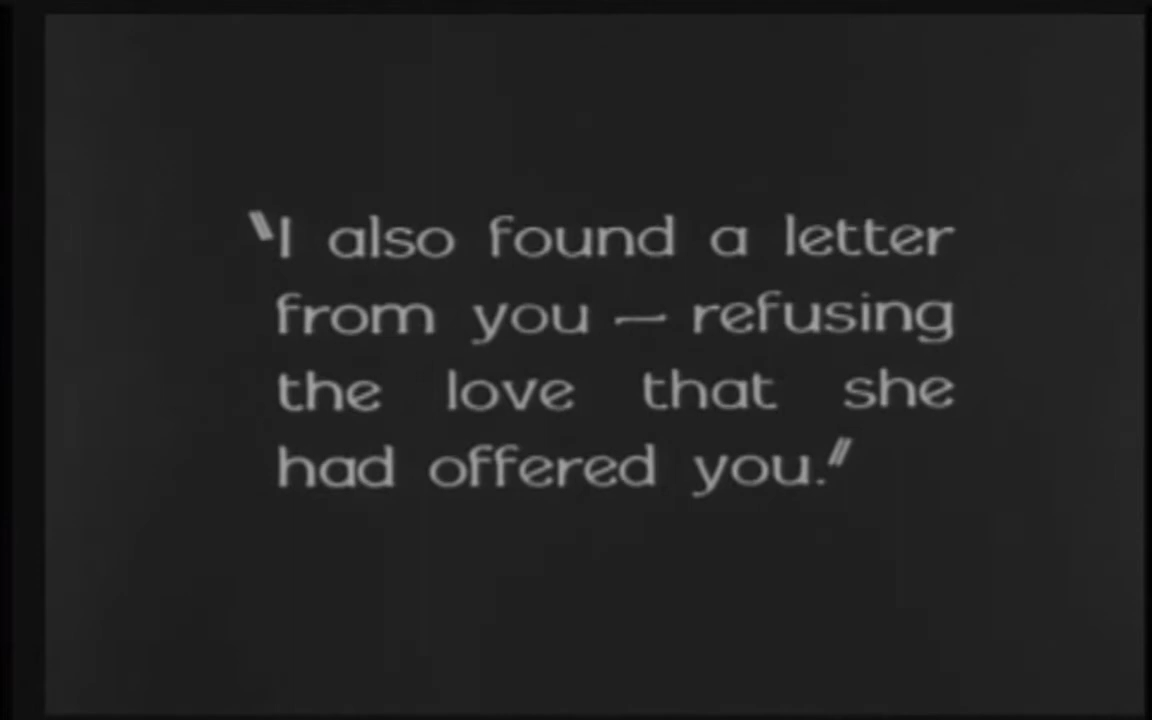 "I also found a letter
from you — refusing
the love that she
had offered you."